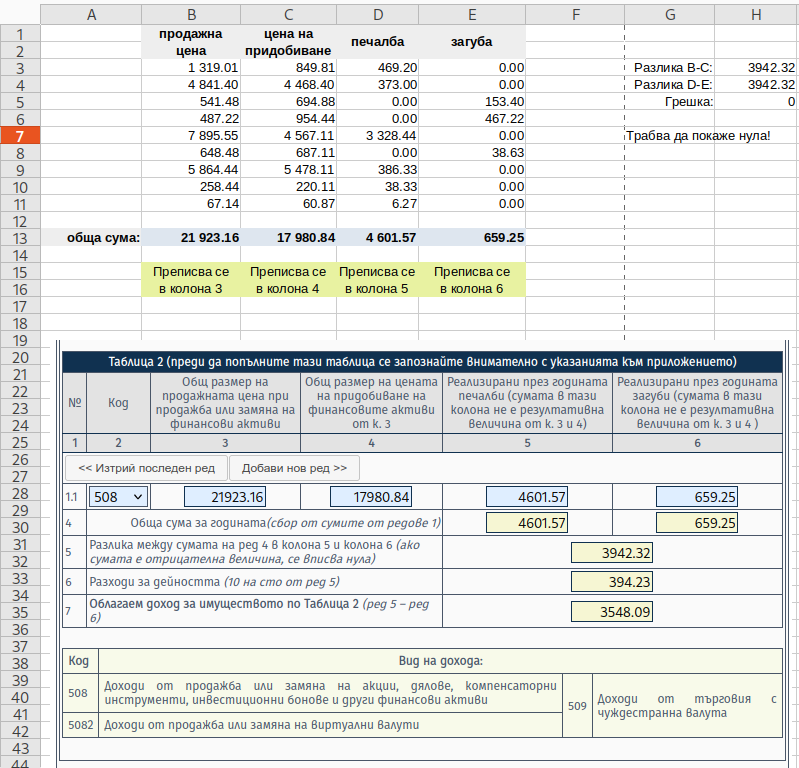 A B C D E F G H
1 продажна цена на
печалба загуба
2 цена придобиване
3 1 319.01 849.81 469.20 0.00 Разлика B-C: 3942.32
4 4 841.40 4 468.40 373.00 0.00 Разлика D-E: 3942.32
5 541.48 694.88 0.00 153.40 Грешка: 0
6 487.22 954.44 0.00 467.22
7 7 895.55 4 567.11 3 328.44 0.00 Трабва да покаже нула!
8 648.48 687.11 0.00 38.63
9 5 864.44 5 478.11 386.33 0.00
10 258.44 220.11 38.33 0.00
11 67.14 60.87 6.27 0.00
12
13 обща сума: 21 923.16 17 980.84 4 601.57 659.25
14
15 Преписва се Преписва се Преписва се Преписва се
16 в колона 3 в колона 4 в колона 5 в колона 6
17
18
19
20 Таблица 2 (преди да попълните тази таблица се запознайте внимателно с указанията към приложението)
21
22
23
24
№
Код
Общ размер на
продажната цена при
продажба или замяна на
финансови активи
Общ размер на цената
на придобиване на
финансовите активи
от к. 3
Реализирани през годината
печалби (сумата в тази
колона не е резултативна
величина от к. 3 и 4)
Реализирани през годината
загуби (сумата в тази
колона не е резултативна
величина от к. 3 и 4 )
25 1 2 3 4 5 6
26
27 << Изтрий последен ред Добави нов ред >>
28 1.1 508 21923.16 17980.84 4601.57 659.25
29
30 4 Обща сума за годината(сбор от сумите от редове 1) 4601.57 659.25
31 5 Разлика между сумата на ред 4 в колона 5 и колона 6 (ако
32 сумата е отрицателна величина, се вписва нула) 3942.32
33 6 Разходи за дейността (10 на сто от ред 5) 394.23
34
35 7 Облагаем доход за имуществото по Таблица 2 (ред 5 – ред
6) 3548.09
36
37
38 Код Вид на дохода:
39
40 508 Доходи от продажба или замяна на акции, дялове, компенсаторни
инструменти, инвестиционни бонове и други финансови активи
41 509 Доходи от търговия с
чуждестранна валута
42 5082 Доходи от продажба или замяна на виртуални валути
43
44